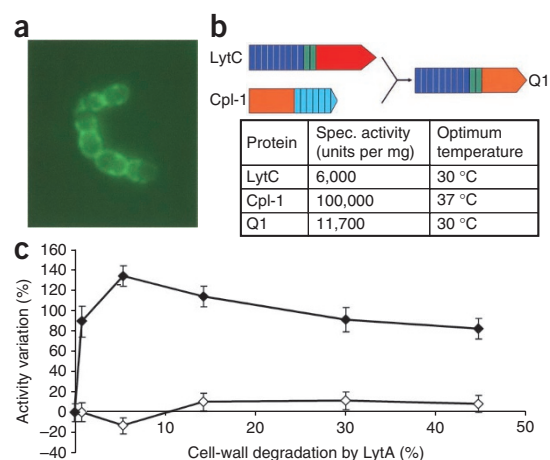 a
b
LytC
Cpl-1
Q1
Protein Spec. activity (units per mg) Optimum temperature
LytC 6,000 30 °C
Cpl-1 100,000 37 °C
Q1 11,700 30 °C
c
Activity variation (%)
160
140
120
100
80
60
40
20
0
–20
–40
10 20 30 40 50
Cell-wall degradation by LytA (%)